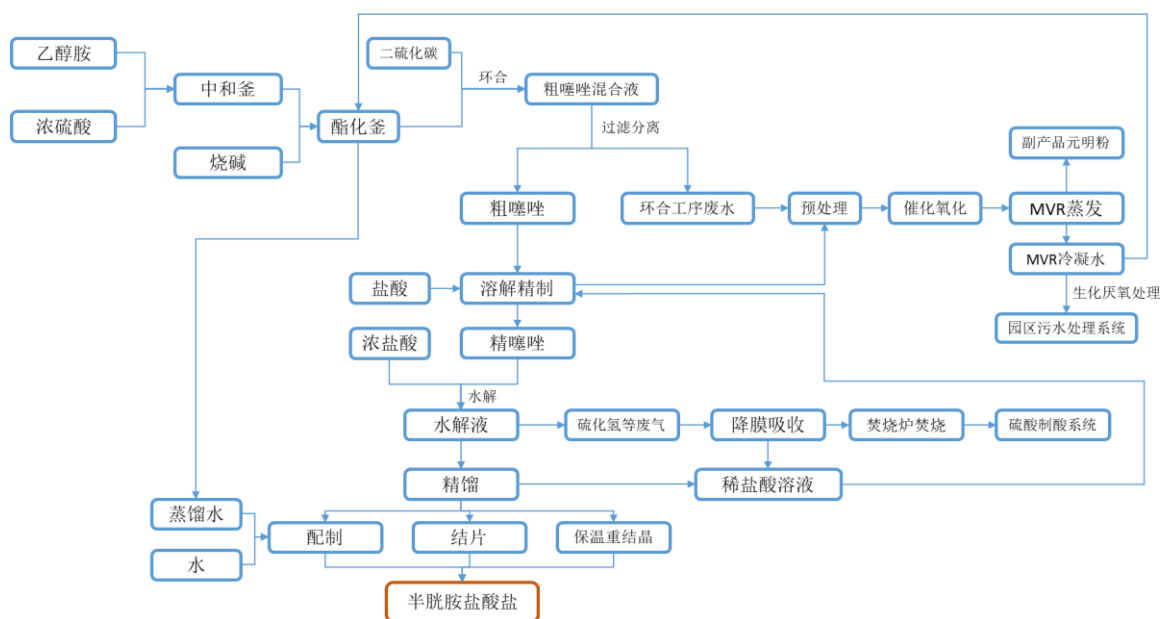 乙醇胺
二硫化碳
环合
中和釜
粗噻唑混合液
浓硫酸
酯化釜
过滤分离
副产品元明粉
烧碱
粗噻唑
环合工序废水
预处理
催化氧化
MVR蒸发
MVR冷凝水
盐酸
溶解精制
生化厌氧处理
园区污水处理系统
浓盐酸
精噻唑
水解
水解液
硫化氢等废气
降膜吸收
焚烧炉焚烧
硫酸制酸系统
精馏
稀盐酸溶液
蒸馏水
配制
结片
保温重结晶
水
半胱胺盐酸盐